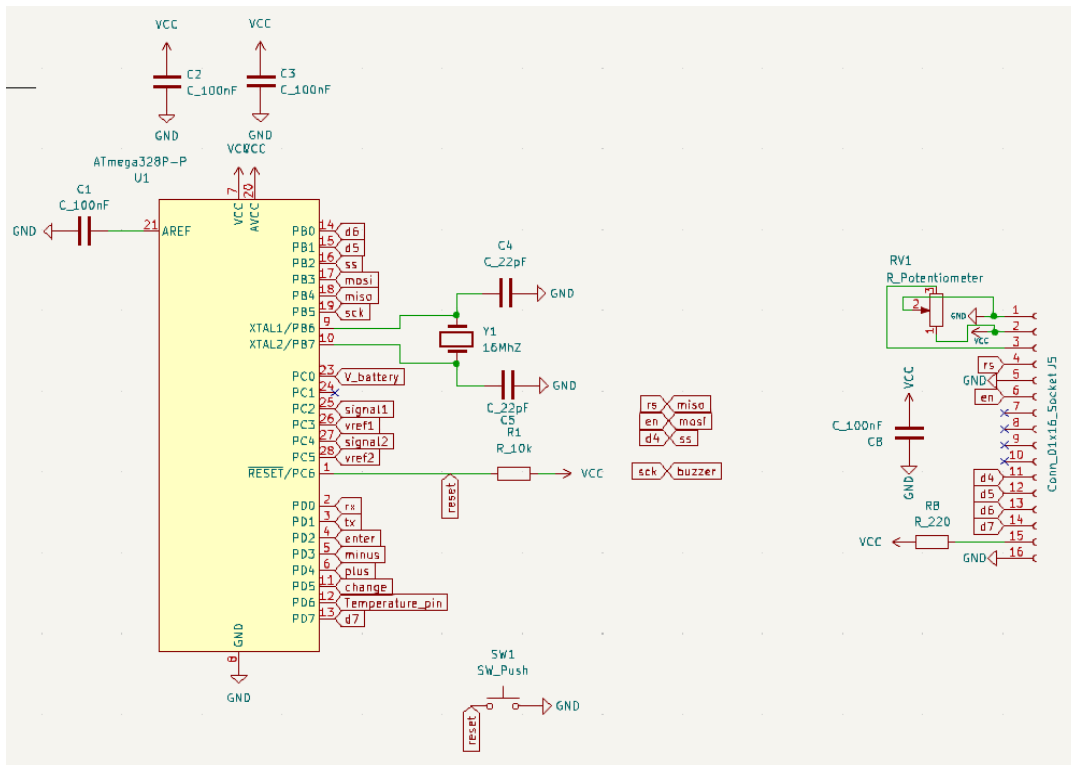 VCC
VCC
C2
C_100nF
C3
C_100nF
GND
GND
ATmega328P-P
U1
VCC
VCC
7
20
C1
C_100nF
GND
21
AREF
VCC
AVCC
PB0
14
d6
PB1
15
d5
PB2
16
ss
PB3
17
mosi
PB4
18
miso
PB5
19
sck
XTAL1/PB6
9
XTAL2/PB7
10
PC0
23
V_battery
PC1
24
PC2
25
signal1
PC3
26
vref1
PC4
27
signal2
PC5
28
vref2
RESET/PC6
1
PD0
2
rx
PD1
3
tx
PD2
4
enter
PD3
5
minus
PD4
6
plus
PD5
11
change
PD6
12
Temperature_pin
PD7
13
d7
GND
8
GND
C4
C_22pF
GND
Y1
16MhZ
GND
C_22pF
C5
R1
R_10k
VCC
reset
SW1
SW_Push
GND
reset
rs
miso
en
mosi
d4
ss
sck
buzzer
RV1
R_Potentiometer
3
2
1
GND
VCC
1
2
3
rs
4
GND
5
en
6
7
8
9
10
d4
11
d5
12
d6
13
d7
14
15
GND
16
Conn_01x16_Socket
J5
VCC
C_100nF
C8
GND
R8
R_220
VCC